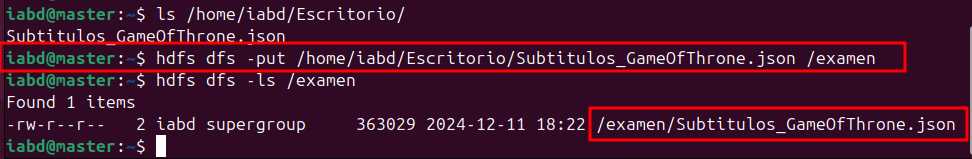 iabd@master:~$ ls /home/iabd/Escritorio/
Subtitulos_GameOfThrone.json
iabd@master:~$ hdfs dfs -put /home/iabd/Escritorio/Subtitulos_GameOfThrone.json /examen
iabd@master:~$ hdfs dfs -ls /examen
Found 1 items
-rw-r--r--   2 iabd supergroup     363029 2024-12-11 18:22 /examen/Subtitulos_GameOfThrone.json
iabd@master:~$